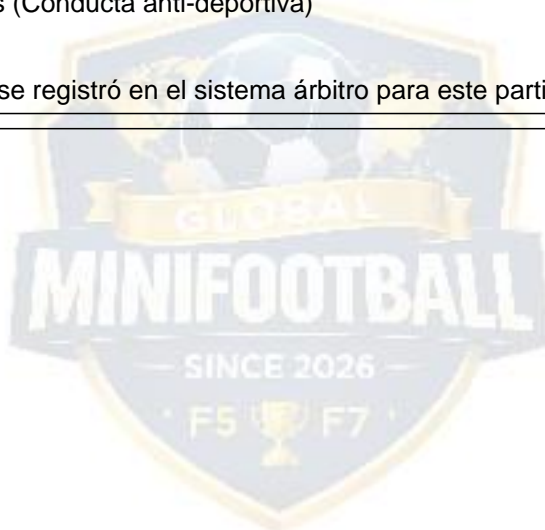 s (Conducta anti-deportiva)
se registró en el sistema árbitro para este parti
GLOBAL
MINIFOOTBALL
SINCE 2026
F5 F7